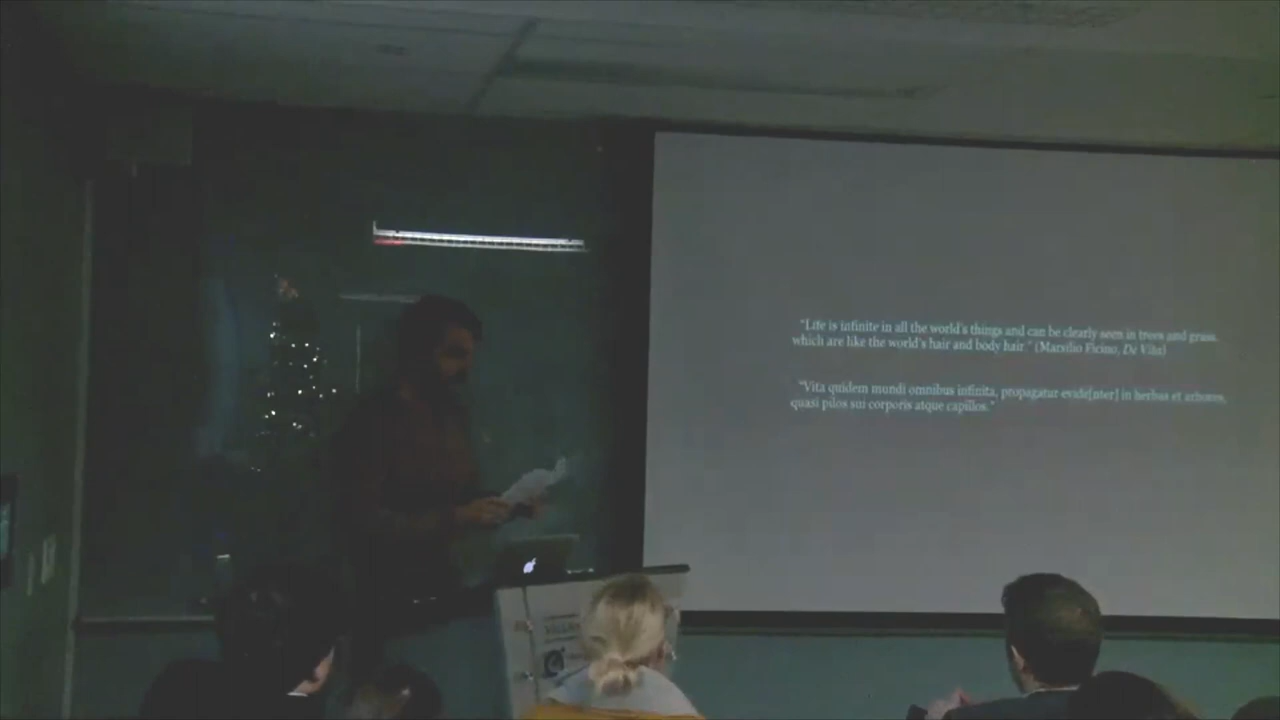 "Life is infinite in all the world's things and can be clearly seen in trees and grass,
which are like the world's hair and body hair." (Marsilio Ficino, De Vita)
"Vita quidem mundi omnibus infinita, propagatur evide[nter] in herbas et arbores,
quasi pilos sui corporis atque capillos."